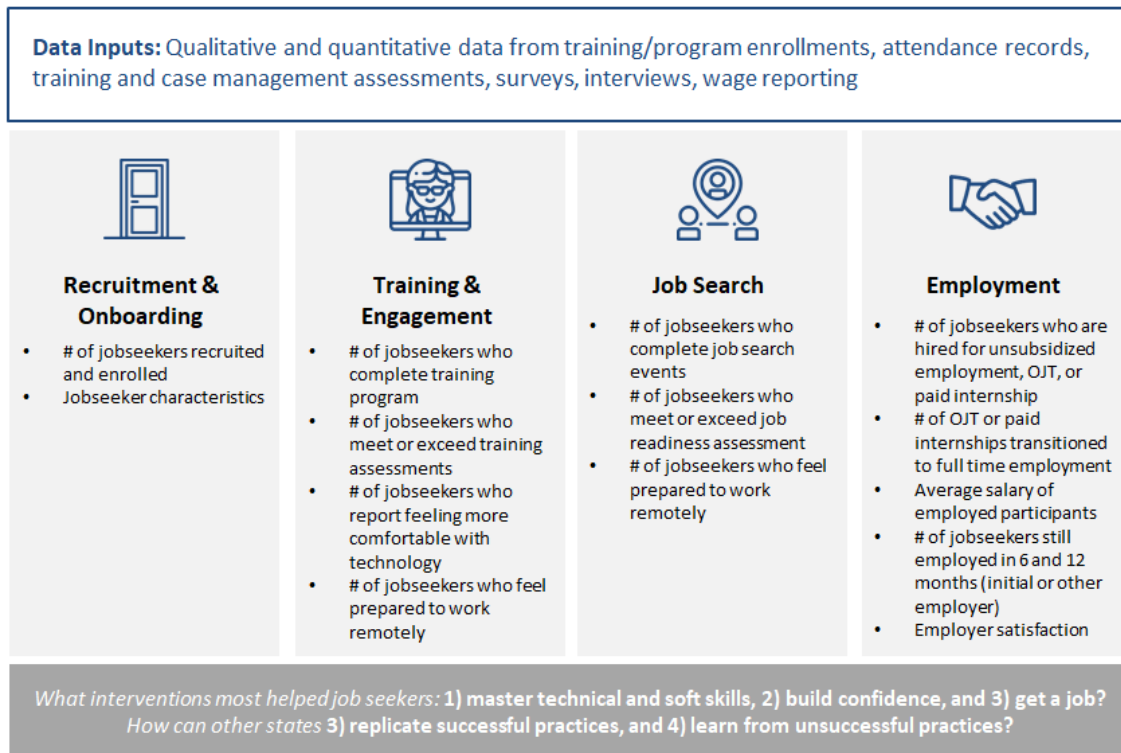 Data Inputs: Qualitative and quantitative data from training/program enrollments, attendance records,
training and case management assessments, surveys, interviews, wage reporting
Recruitment &
Onboarding
• # of jobseekers recruited
and enrolled
• Jobseeker characteristics
Training &
Engagement
• # of jobseekers who
complete training
program
• # of jobseekers who
meet or exceed training
assessments
• # of jobseekers who
report feeling more
comfortable with
technology
• # of jobseekers who feel
prepared to work
remotely
Job Search
• # of jobseekers who
complete job search
events
• # of jobseekers who
meet or exceed job
readiness assessment
• # of jobseekers who feel
prepared to work
remotely
Employment
• # of jobseekers who are
hired for unsubsidized
employment, OJT, or
paid internship
• # of OJT or paid
internships transitioned
to full time employment
• Average salary of
employed participants
• # of jobseekers still
employed in 6 and 12
months (initial or other
employer)
• Employer satisfaction
What interventions most helped job seekers: 1) master technical and soft skills, 2) build confidence, and 3) get a job?
How can other states 3) replicate successful practices, and 4) learn from unsuccessful practices?